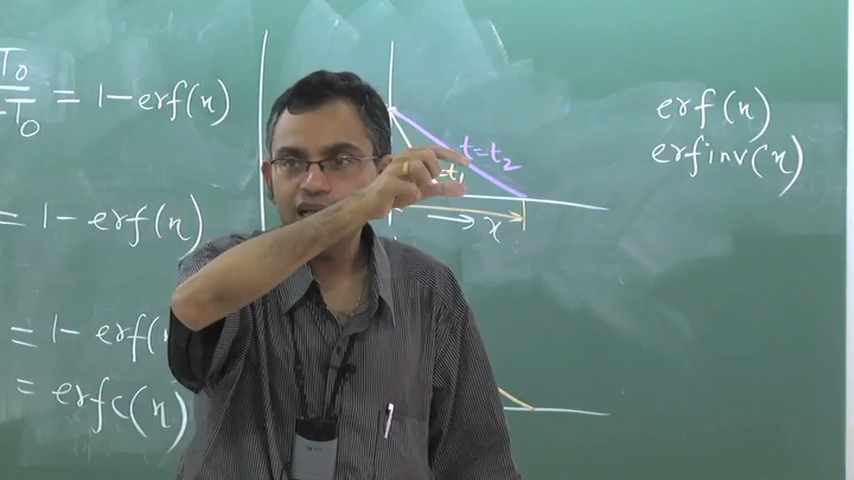 T₀
-T₀ = 1-erf(η)
= 1-erf(η)
= 1-erf(
= erfc(η)
t=t₂
=t₁
x
erf(x)
erfinv(x)